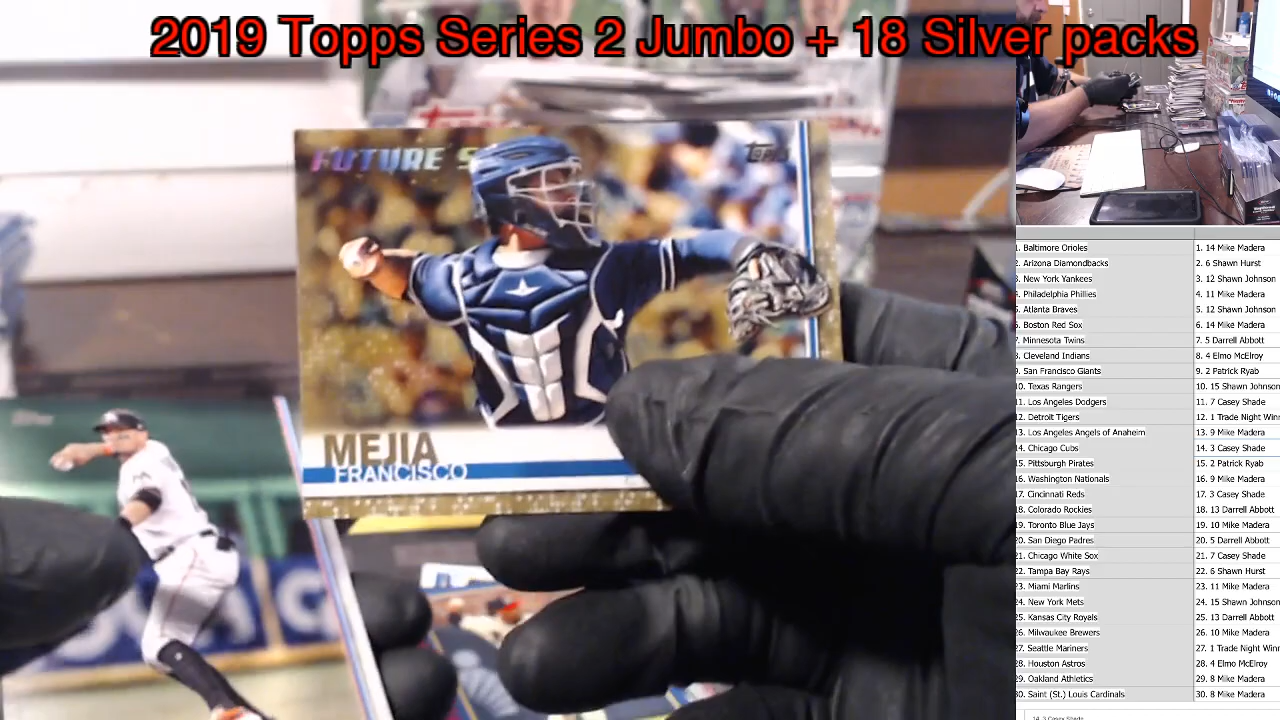 2019 Topps Series 2 Jumbo + 18 Silver packs
FUTURE S
Topps
MEJIA
FRANCISCO
1. Baltimore Orioles 1. 14 Mike Madera
2. Arizona Diamondbacks 2. 6 Shawn Hurst
3. New York Yankees 3. 12 Shawn Johnson
4. Philadelphia Phillies 4. 11 Mike Madera
5. Atlanta Braves 5. 12 Shawn Johnson
6. Boston Red Sox 6. 14 Mike Madera
7. Minnesota Twins 7. 5 Darrell Abbott
8. Cleveland Indians 8. 4 Elmo McElroy
9. San Francisco Giants 9. 2 Patrick Ryab
10. Texas Rangers 10. 15 Shawn Johnson
11. Los Angeles Dodgers 11. 7 Casey Shade
12. Detroit Tigers 12. 1 Trade Night Winn
13. Los Angeles Angels of Anaheim 13. 9 Mike Madera
14. Chicago Cubs 14. 3 Casey Shade
15. Pittsburgh Pirates 15. 2 Patrick Ryab
16. Washington Nationals 16. 9 Mike Madera
17. Cincinnati Reds 17. 3 Casey Shade
18. Colorado Rockies 18. 13 Darrell Abbott
19. Toronto Blue Jays 19. 10 Mike Madera
20. San Diego Padres 20. 5 Darrell Abbott
21. Chicago White Sox 21. 7 Casey Shade
22. Tampa Bay Rays 22. 6 Shawn Hurst
23. Miami Marlins 23. 11 Mike Madera
24. New York Mets 24. 15 Shawn Johnson
25. Kansas City Royals 25. 13 Darrell Abbott
26. Milwaukee Brewers 26. 10 Mike Madera
27. Seattle Mariners 27. 1 Trade Night Winn
28. Houston Astros 28. 4 Elmo McElroy
29. Oakland Athletics 29. 8 Mike Madera
30. Saint (St.) Louis Cardinals 30. 8 Mike Madera
14. 3 Casey Shade